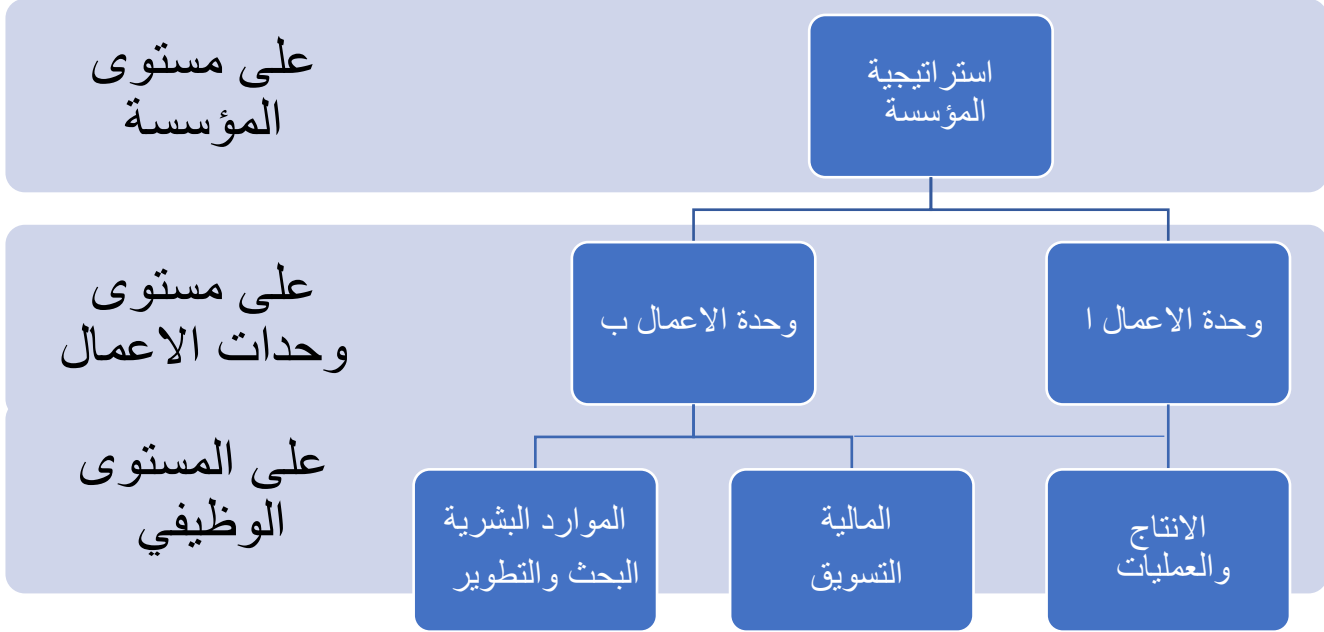 استراتيجية
المؤسسة
على مستوى
المؤسسة
وحدة الاعمال ا
وحدة الاعمال ب
على مستوى
وحدات الاعمال
الانتاج
والعمليات
المالية
التسويق
الموارد البشرية
البحث والتطوير
على المستوى
الوظيفي